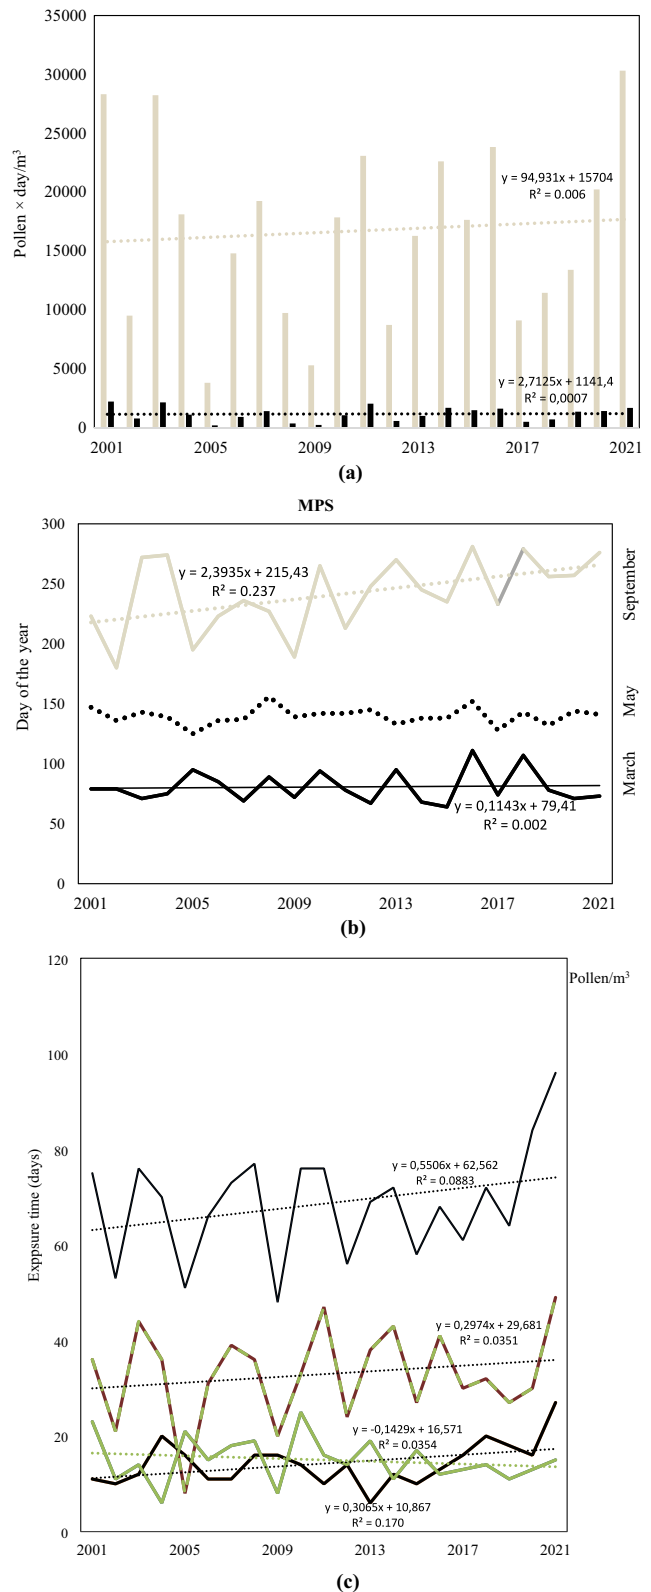 35000
30000
25000
20000
15000
10000
5000
0
Pollen × day/m³
y = 94,931x + 15704
R² = 0.006
y = 2,7125x + 1141,4
R² = 0,0007
2001 2005 2009 2013 2017 2021
(a)
MPS
300
250
200
150
100
50
0
Day of the year
y = 2,3935x + 215,43
R² = 0.237
September
May
March
y = 0,1143x + 79,41
R² = 0.002
2001 2005 2009 2013 2017 2021
(b)
120
100
80
60
40
20
0
Exppsure time (days)
Pollen/m³
y = 0,5506x + 62,562
R² = 0.0883
y = 0,2974x + 29,681
R² = 0.0351
y = -0,1429x + 16,571
R² = 0.0354
y = 0,3065x + 10,867
R² = 0.170
2001 2005 2009 2013 2017 2021
(c)